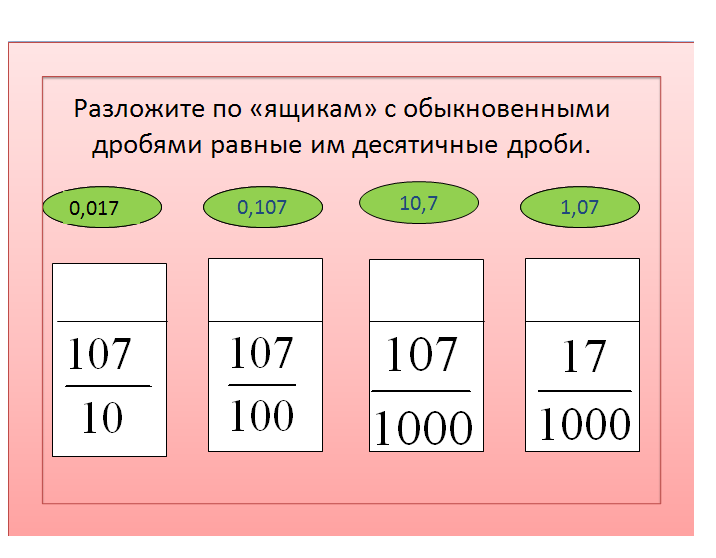 Разложите по «ящикам» с обыкновенными
дробями равные им десятичные дроби.
0,017 0,107 10,7 1,07
107 107 107 17
10 100 1000 1000